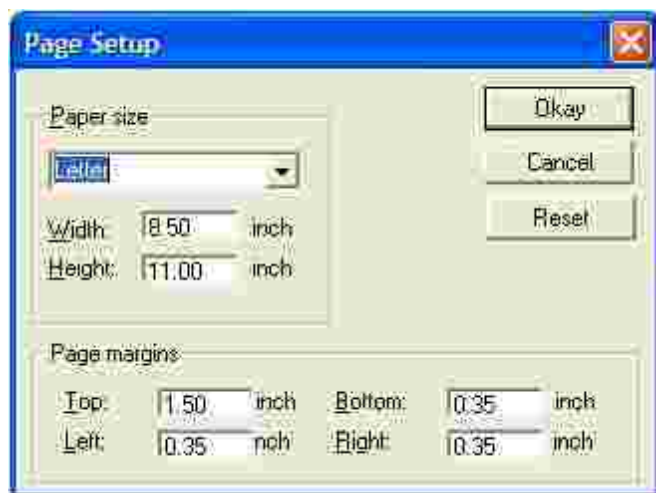 Page Setup
Paper size
Okay
Letter
Cancel
Width: 8.50 inch
Reset
Height: 11.00 inch
Page margins
Top: 1.50 inch Bottom: 0.35 inch
Left: 0.35 nch Right: 0.35 inch